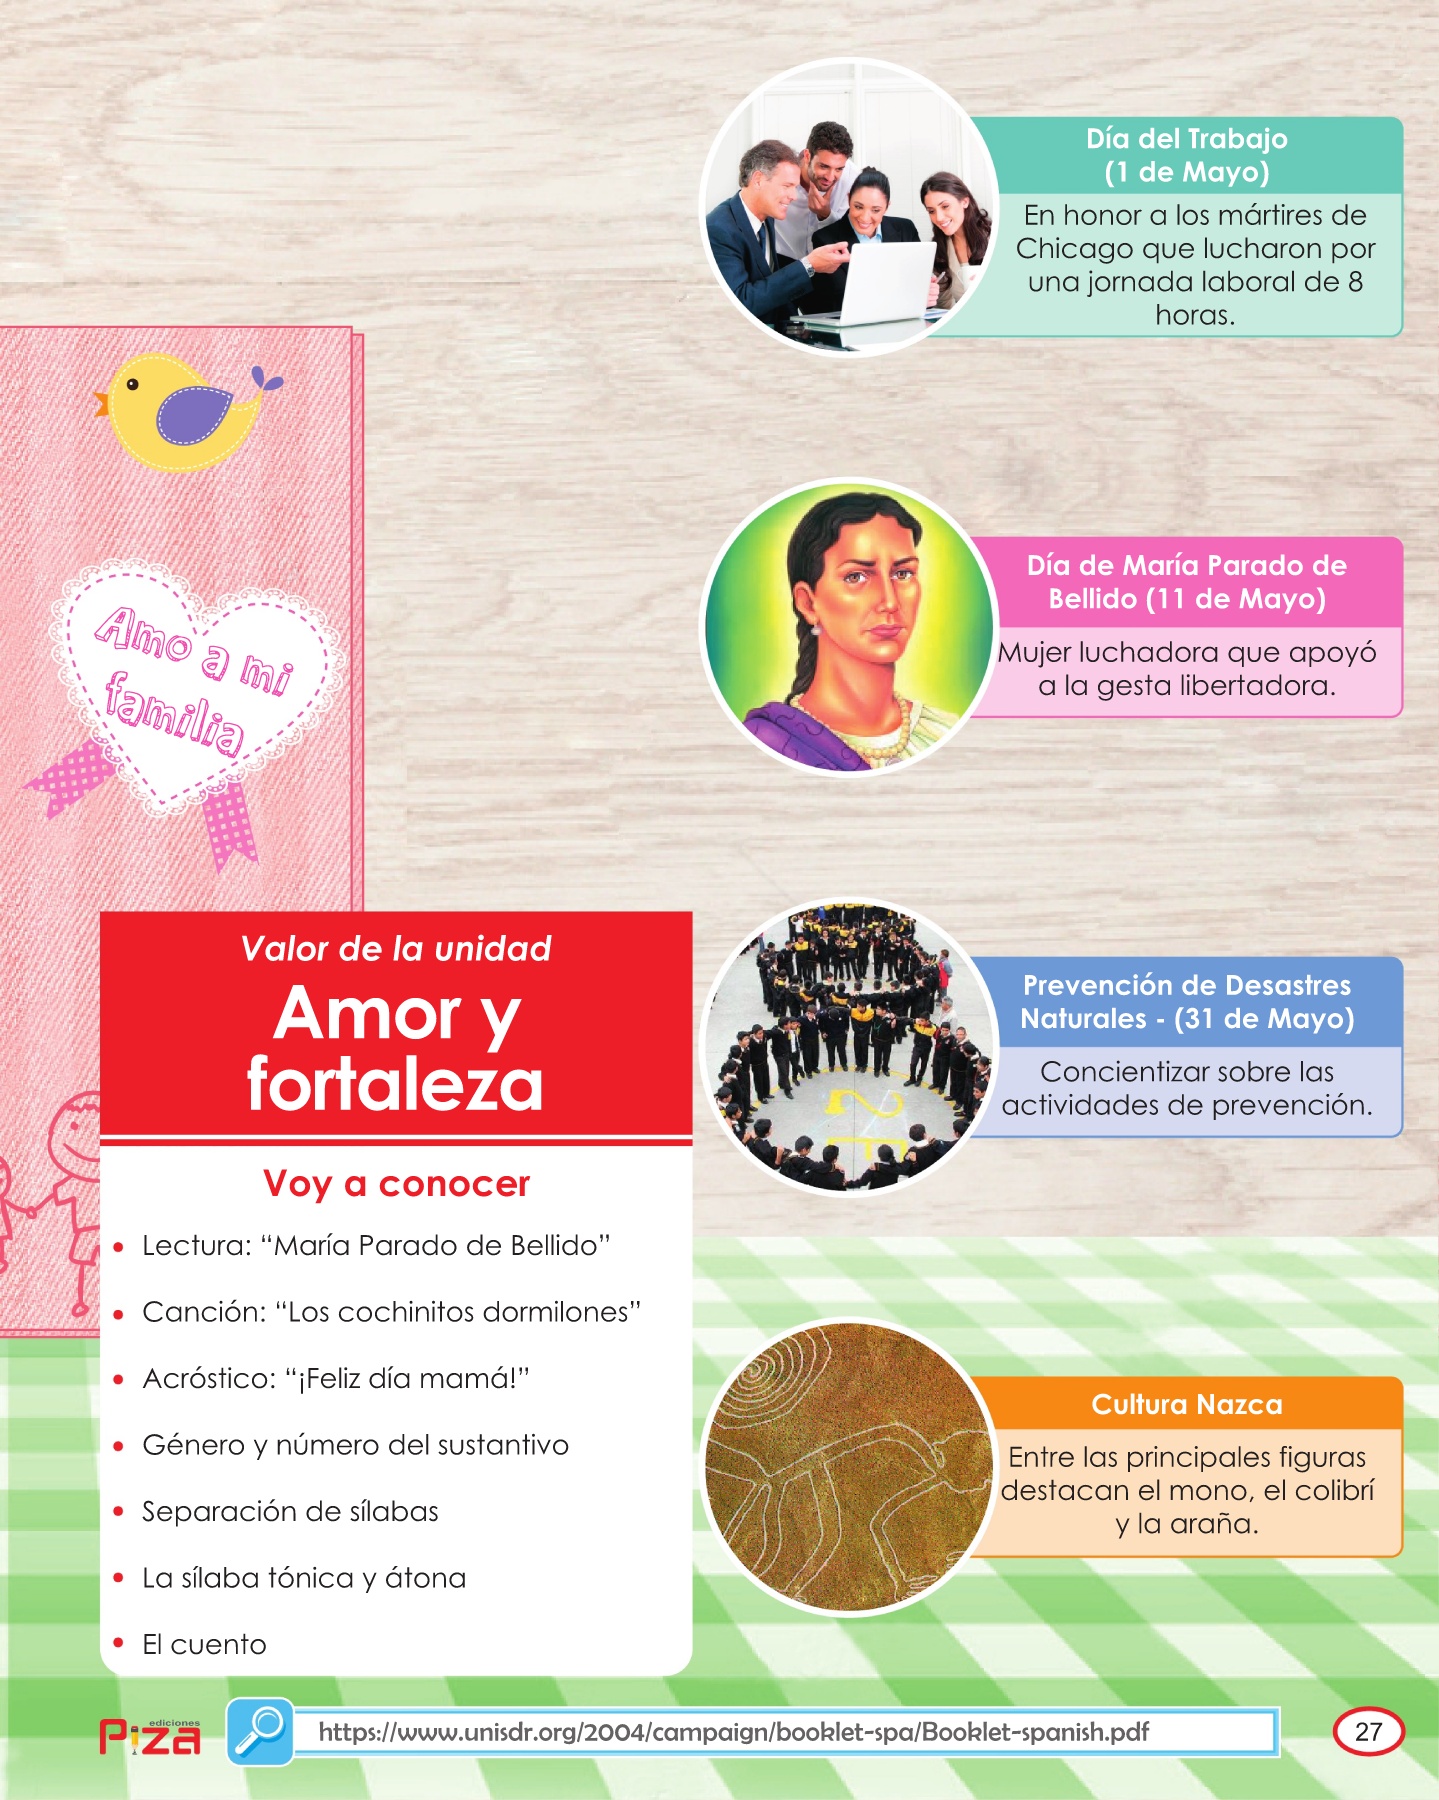 Día del Trabajo
(1 de Mayo)
En honor a los mártires de
Chicago que lucharon por
una jornada laboral de 8
horas.
Amo a mi
familia
Día de María Parado de
Bellido (11 de Mayo)
Mujer luchadora que apoyó
a la gesta libertadora.
Valor de la unidad
Amor y
fortaleza
Voy a conocer
• Lectura: “María Parado de Bellido”
• Canción: “Los cochinitos dormilones”
• Acróstico: “¡Feliz día mamá!”
• Género y número del sustantivo
• Separación de sílabas
• La sílaba tónica y átona
• El cuento
Prevención de Desastres
Naturales - (31 de Mayo)
Concientizar sobre las
actividades de prevención.
Cultura Nazca
Entre las principales figuras
destacan el mono, el colibrí
y la araña.
ediciones
Piza
https://www.unisdr.org/2004/campaign/booklet-spa/Booklet-spanish.pdf
27